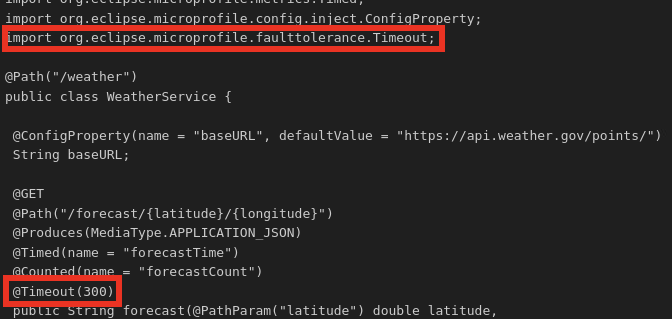 import org.eclipse.microprofile.metrics.Timed;
import org.eclipse.microprofile.config.inject.ConfigProperty;
import org.eclipse.microprofile.faulttolerance.Timeout;
@Path("/weather")
public class WeatherService {
@ConfigProperty(name = "baseURL", defaultValue = "https://api.weather.gov/points/")
String baseURL;
@GET
@Path("/forecast/{latitude}/{longitude}")
@Produces(MediaType.APPLICATION_JSON)
@Timed(name = "forecastTime")
@Counted(name = "forecastCount")
@Timeout(300)
public String forecast(@PathParam("latitude") double latitude,